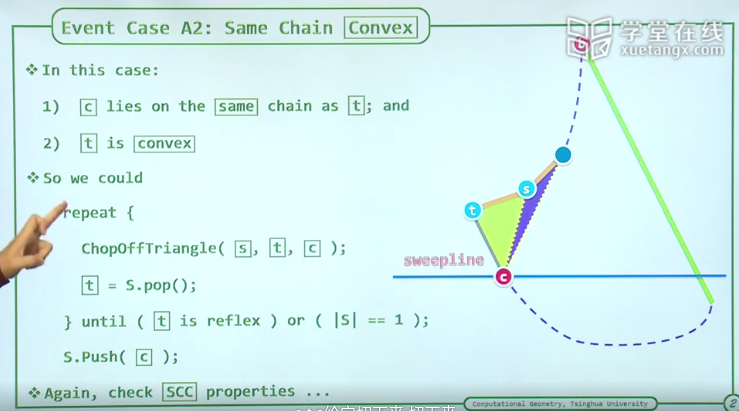 Event Case A2: Same Chain Convex
学堂在线
xuetangx.com
❖In this case:
1) c lies on the same chain as t; and
2) t is convex
❖So we could
repeat {
ChopOffTriangle( s, t, c );
t = S.pop();
} until ( t is reflex ) or ( |S| == 1 );
S.Push( c );
❖Again, check SCC properties ...
s
t
sweepline
c
Computational Geometry, Tsinghua University
2